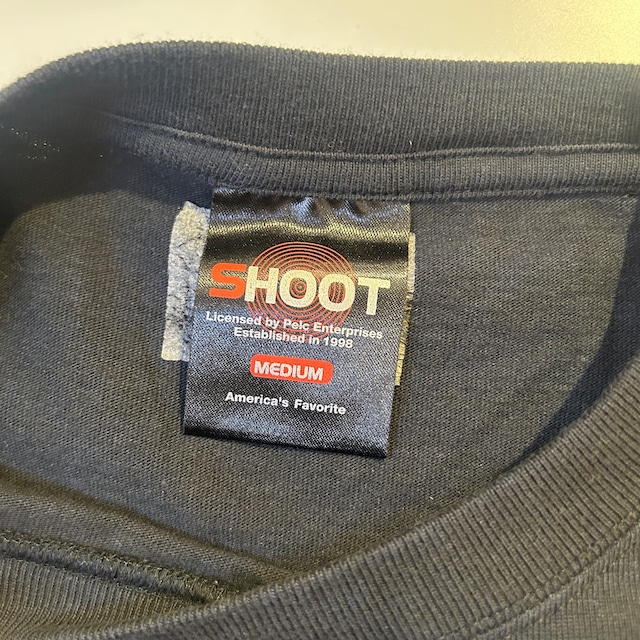 SHOOT
Licensed by Pelc Enterprises
Established in 1998
MEDIUM
America's Favorite